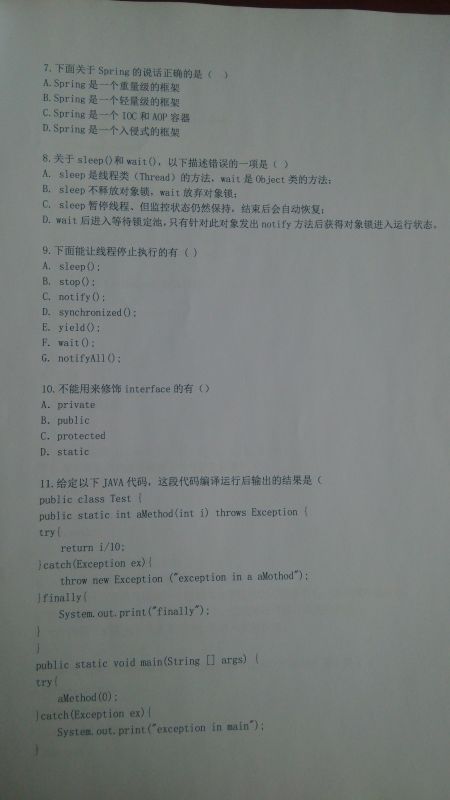 7.下面关于 Spring 的说话正确的是（  ）
A.Spring 是一个重量级的框架
B.Spring 是一个轻量级的框架
C.Spring 是一个 IOC 和 AOP 容器
D.Spring 是一个入侵式的框架
8.关于 sleep()和 wait()，以下描述错误的一项是（ ）
A. sleep 是线程类（Thread）的方法，wait 是 Object 类的方法；
B. sleep 不释放对象锁，wait 放弃对象锁；
C. sleep 暂停线程、但监控状态仍然保持，结束后会自动恢复；
D. wait 后进入等待锁定池，只有针对此对象发出 notify 方法后获得对象锁进入运行状态。
9.下面能让线程停止执行的有 ( )
A. sleep();
B. stop();
C. notify();
D. synchronized();
E. yield();
F. wait();
G. notifyAll();
10.不能用来修饰 interface 的有（）
A. private
B. public
C. protected
D. static
11.给定以下 JAVA 代码，这段代码编译运行后输出的结果是（
public class Test {
public static int aMethod(int i) throws Exception {
try{
return i/10;
}catch(Exception ex){
throw new Exception ("exception in a aMothod");
}finally{
System.out.print("finally");
}
}
public static void main(String [] args) {
try{
aMethod(0);
}catch(Exception ex){
System.out.print("exception in main");
}